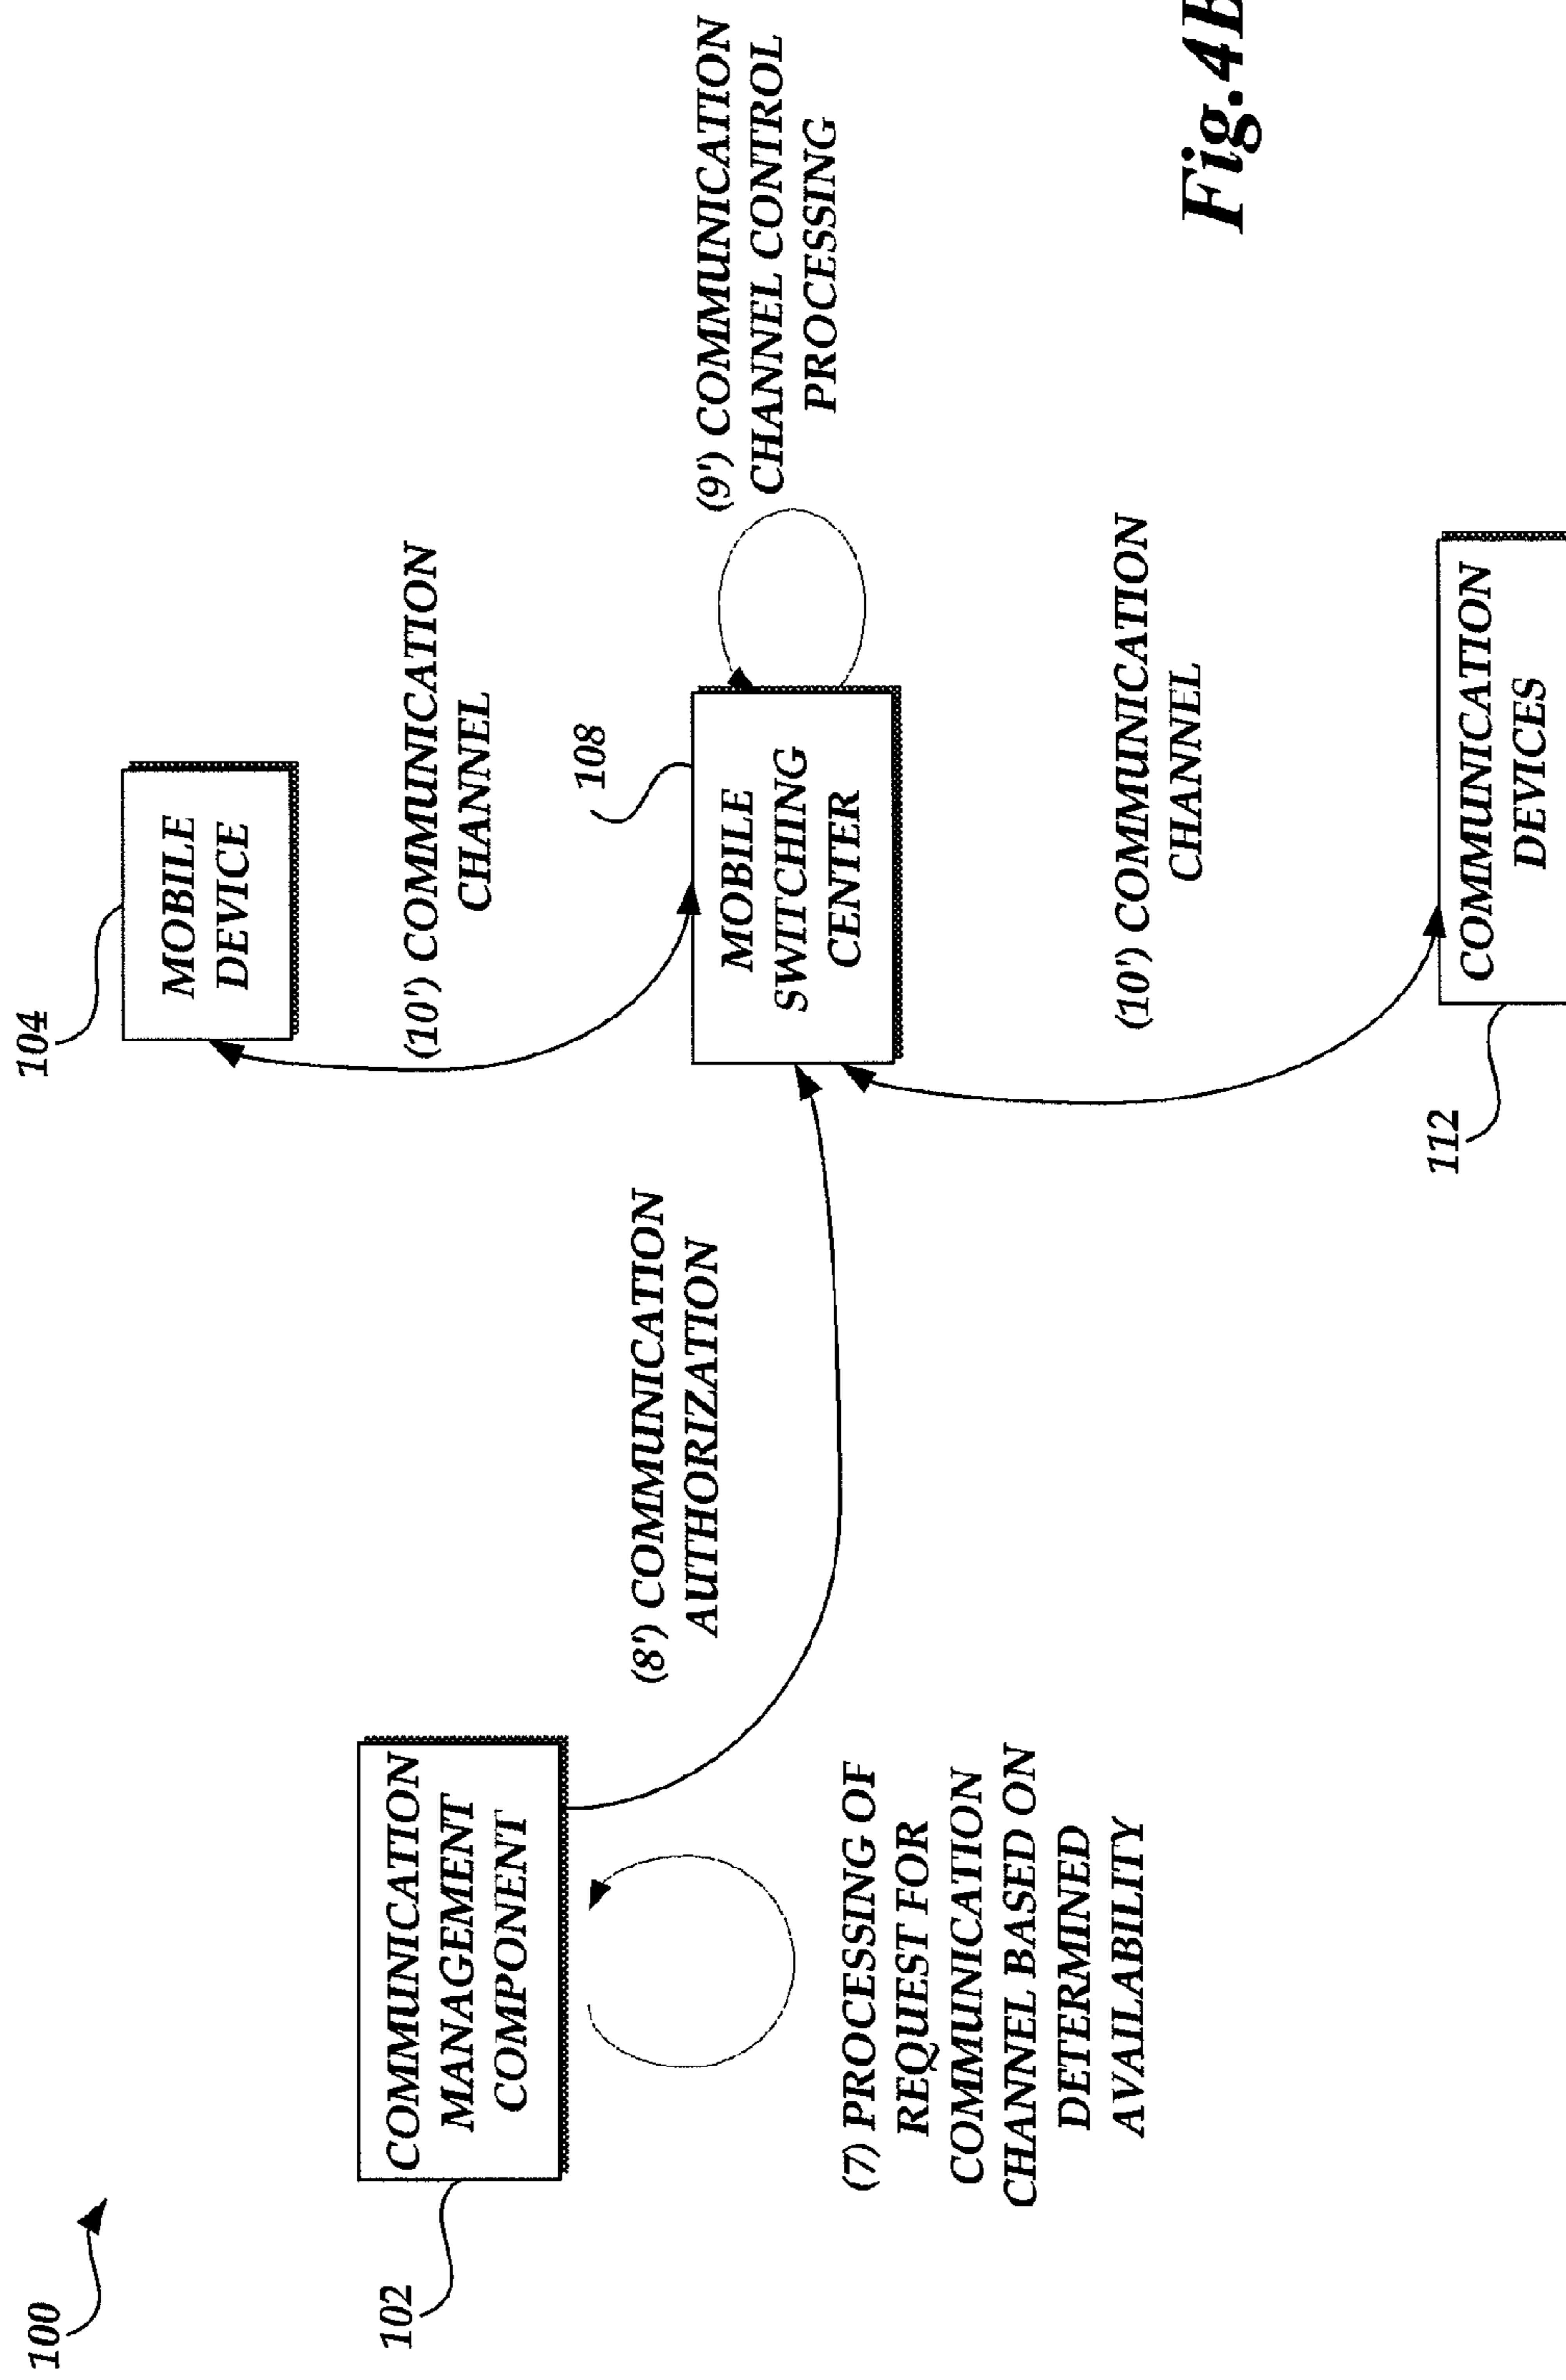 100
102
COMMUNICATION
MANAGEMENT
COMPONENT
(7) PROCESSING OF
REQUEST FOR
COMMUNICATION
CHANNEL BASED ON
DETERMINED
AVAILABILITY
(8') COMMUNICATION
AUTHORIZATION
104
MOBILE
DEVICE
(10') COMMUNICATION
CHANNEL
108
MOBILE
SWITCHING
CENTER
(9') COMMUNICATION
CHANNEL CONTROL
PROCESSING
(10') COMMUNICATION
CHANNEL
112
COMMUNICATION
DEVICES
Fig.4B